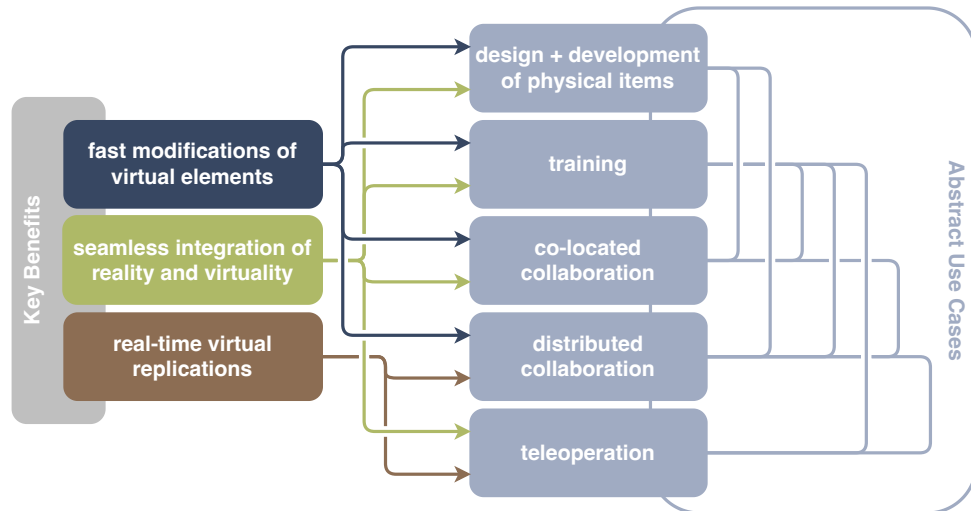 Key Benefits
fast modifications of
virtual elements
seamless integration of
reality and virtuality
real-time virtual
replications
design + development
of physical items
training
co-located
collaboration
distributed
collaboration
teleoperation
Abstract Use Cases